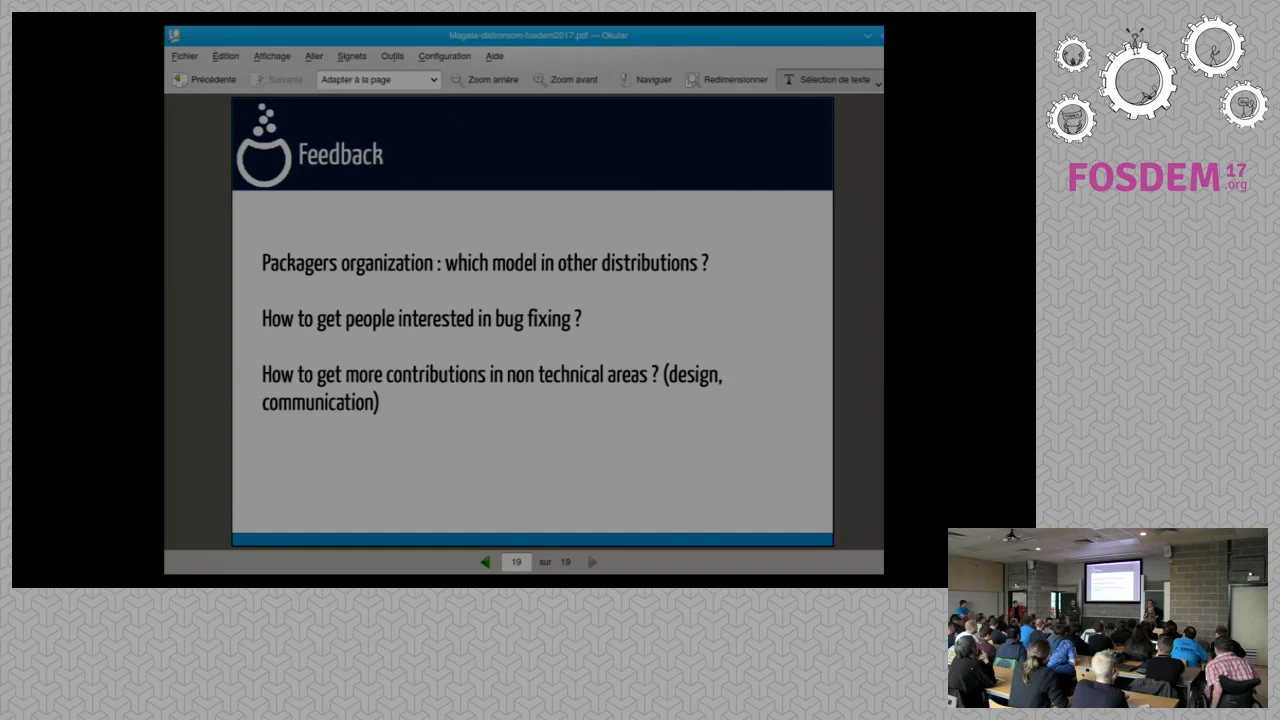 Mageia-distroroom-fosdem2017.pdf — Okular
Fichier Édition Affichage Aller Signets Outils Configuration Aide
Précédente Suivante Adapter à la page Zoom arrière Zoom avant Naviguer Redimensionner Sélection de texte
Feedback
Packagers organization : which model in other distributions ?
How to get people interested in bug fixing ?
How to get more contributions in non technical areas ? (design,
communication)
19 sur 19
FOSDEM 17
.org